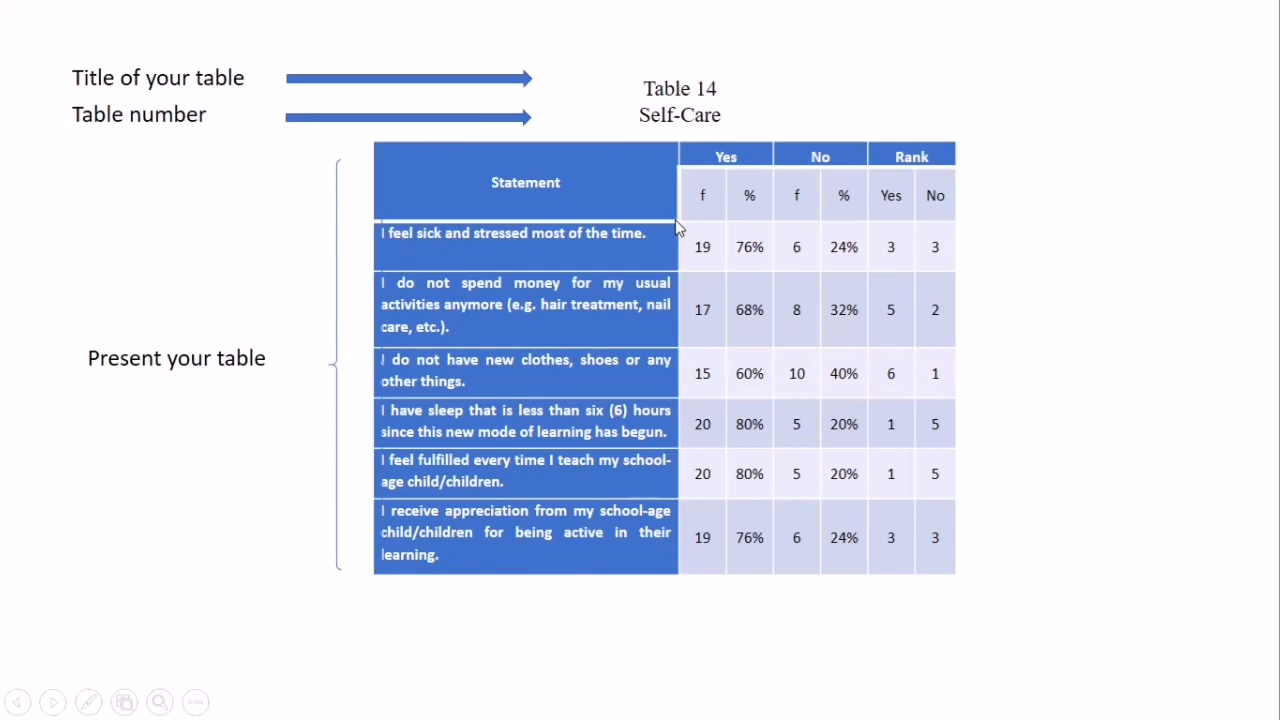 Title of your table
Table 14
Table number
Self-Care
Statement
Yes No Rank
f % f % Yes No
I feel sick and stressed most of the time.
19 76% 6 24% 3 3
I do not spend money for my usual
activities anymore (e.g. hair treatment, nail
care, etc.).
17 68% 8 32% 5 2
I do not have new clothes, shoes or any
other things.
15 60% 10 40% 6 1
I have sleep that is less than six (6) hours
since this new mode of learning has begun.
20 80% 5 20% 1 5
I feel fulfilled every time I teach my school-
age child/children.
20 80% 5 20% 1 5
I receive appreciation from my school-age
child/children for being active in their
learning.
19 76% 6 24% 3 3
Present your table